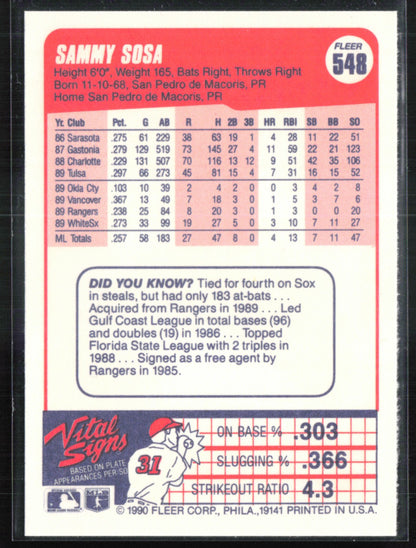 SAMMY SOSA
FLEER
548
Height 6'0", Weight 165, Bats Right, Throws Right
Born 11-10-68, San Pedro de Macoris, PR
Home San Pedro de Macoris, PR
Yr. Club Pct. G AB R H 2B 3B HR RBI SB BB SO
86 Sarasota .275 61 229 38 63 19 1 4 28 11 22 51
87 Gastonia .279 129 519 73 145 27 4 11 59 22 21 123
88 Charlotte .229 131 507 70 116 13 12 9 51 42 35 106
89 Tulsa .297 66 273 45 81 15 4 7 31 16 15 52
89 Okla City .103 10 39 2 4 2 0 0 3 4 2 8
89 Vancover .367 13 49 7 18 3 0 1 5 3 7 6
89 Rangers .238 25 84 8 20 3 0 1 3 0 0 20
89 WhiteSx .273 33 99 19 27 5 0 3 10 7 11 27
ML Totals .257 58 183 27 47 8 0 4 13 7 11 47
DID YOU KNOW? Tied for fourth on Sox
in steals, but had only 183 at-bats . . .
Acquired from Rangers in 1989 . . . Led
Gulf Coast League in total bases (96)
and doubles (19) in 1986 . . . Topped
Florida State League with 2 triples in
1988 . . . Signed as a free agent by
Rangers in 1985.
Vital
Signs
BASED ON PLATE
APPEARANCES PER/SO
31
ON BASE % .303
SLUGGING % .366
STRIKEOUT RATIO 4.3
© 1990 FLEER CORP., PHILA.,19141 PRINTED IN U.S.A.